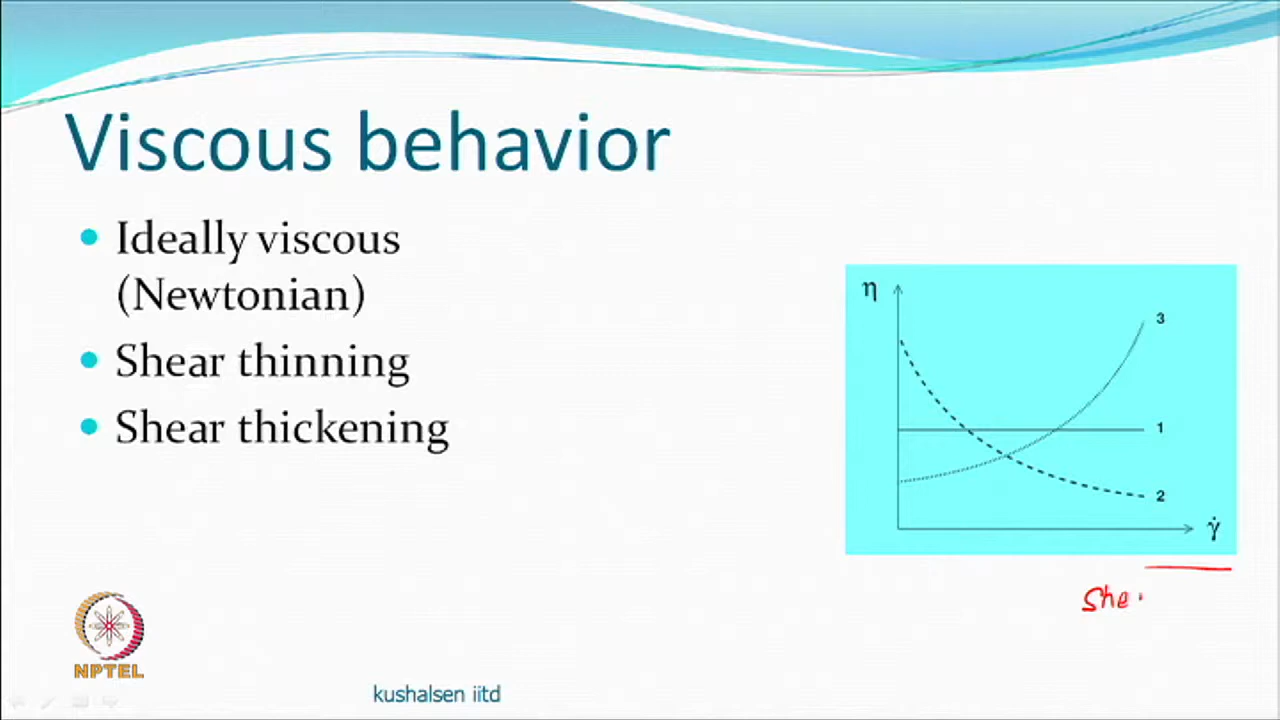 Viscous behavior
Ideally viscous
(Newtonian)
Shear thinning
Shear thickening
η
3
1
2
γ̇
She
NPTEL
kushalsen iitd